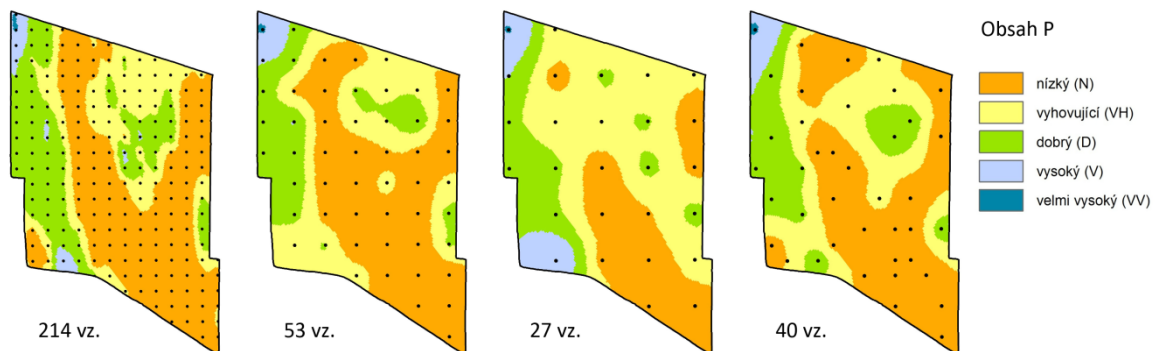 Obsah P
nízký (N)
vyhovující (VH)
dobrý (D)
vysoký (V)
velmi vysoký (VV)
214 vz.
53 vz.
27 vz.
40 vz.